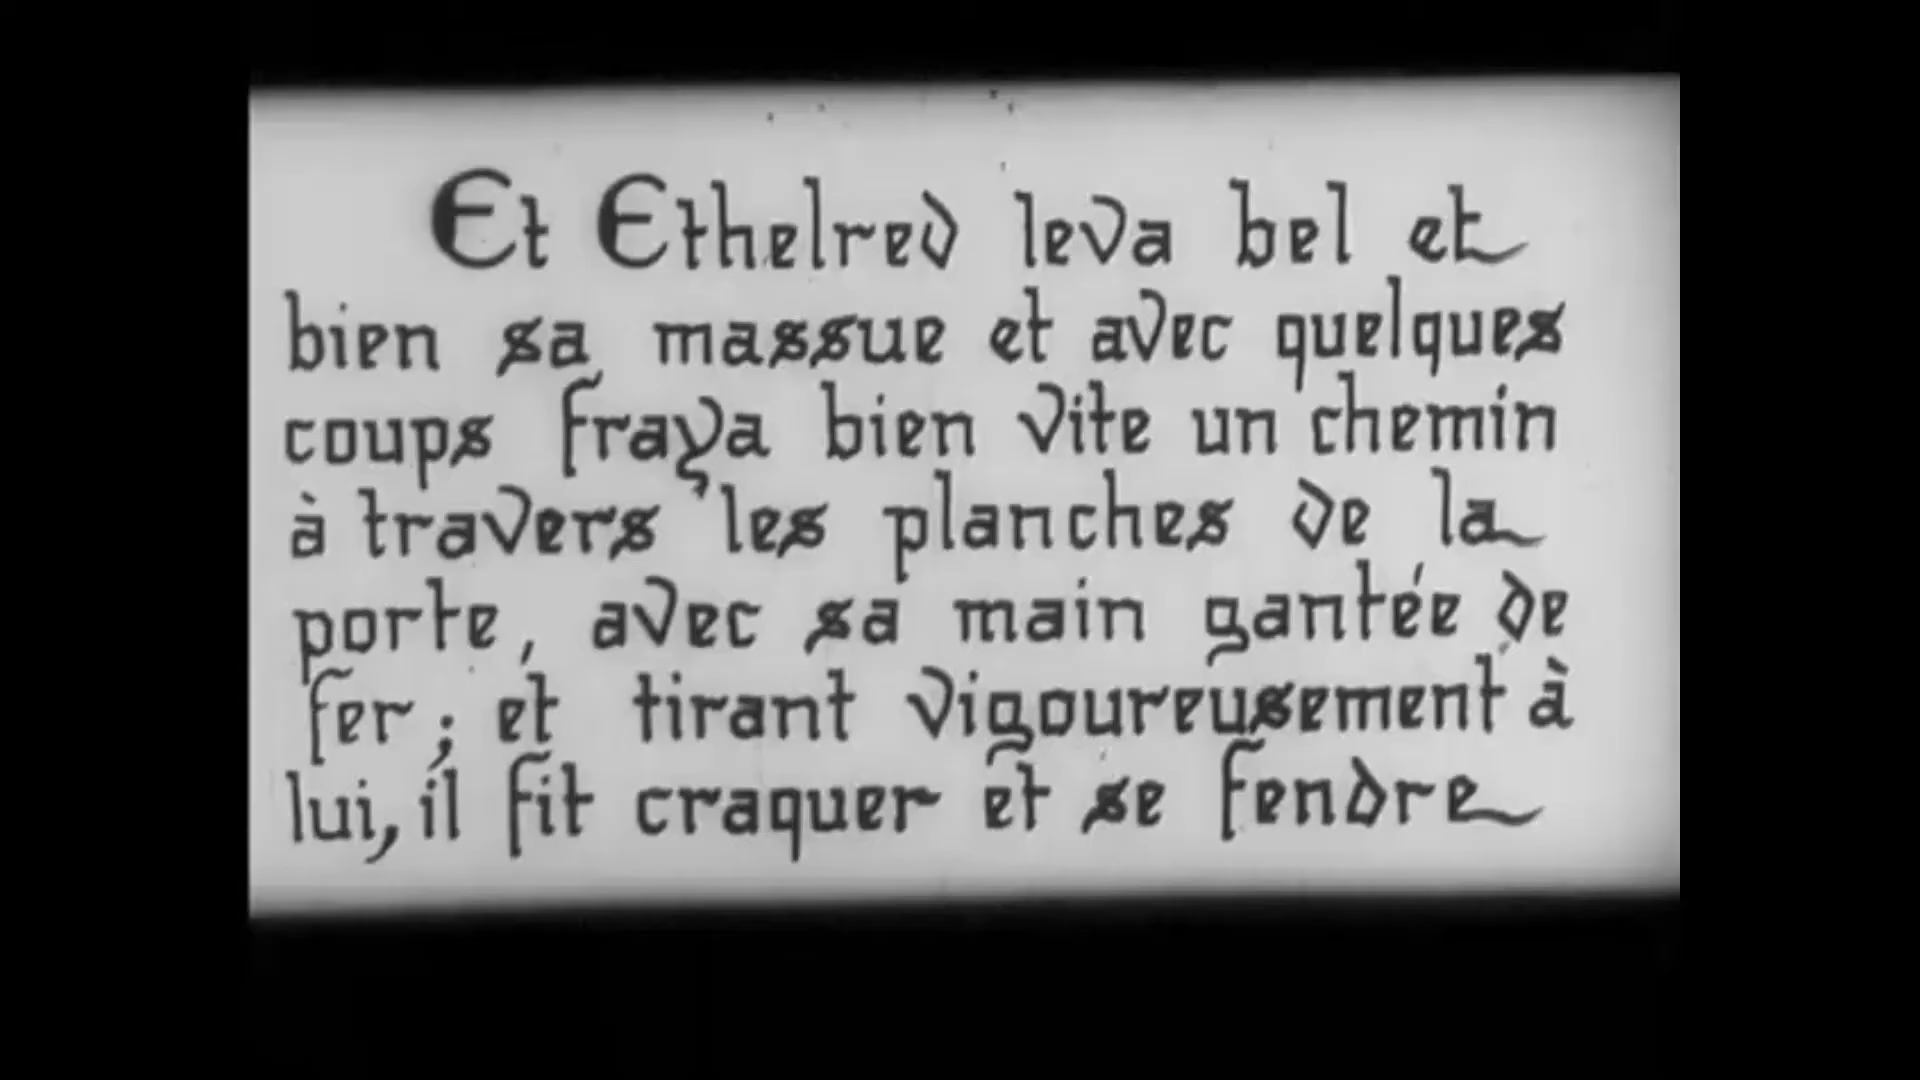 Et Ethelred leva bel et
bien sa massue et avec quelques
coups fraya bien vite un chemin
à travers les planches de la
porte, avec sa main gantée de
fer; et tirant vigoureusement à
lui, il fit craquer et se fendre